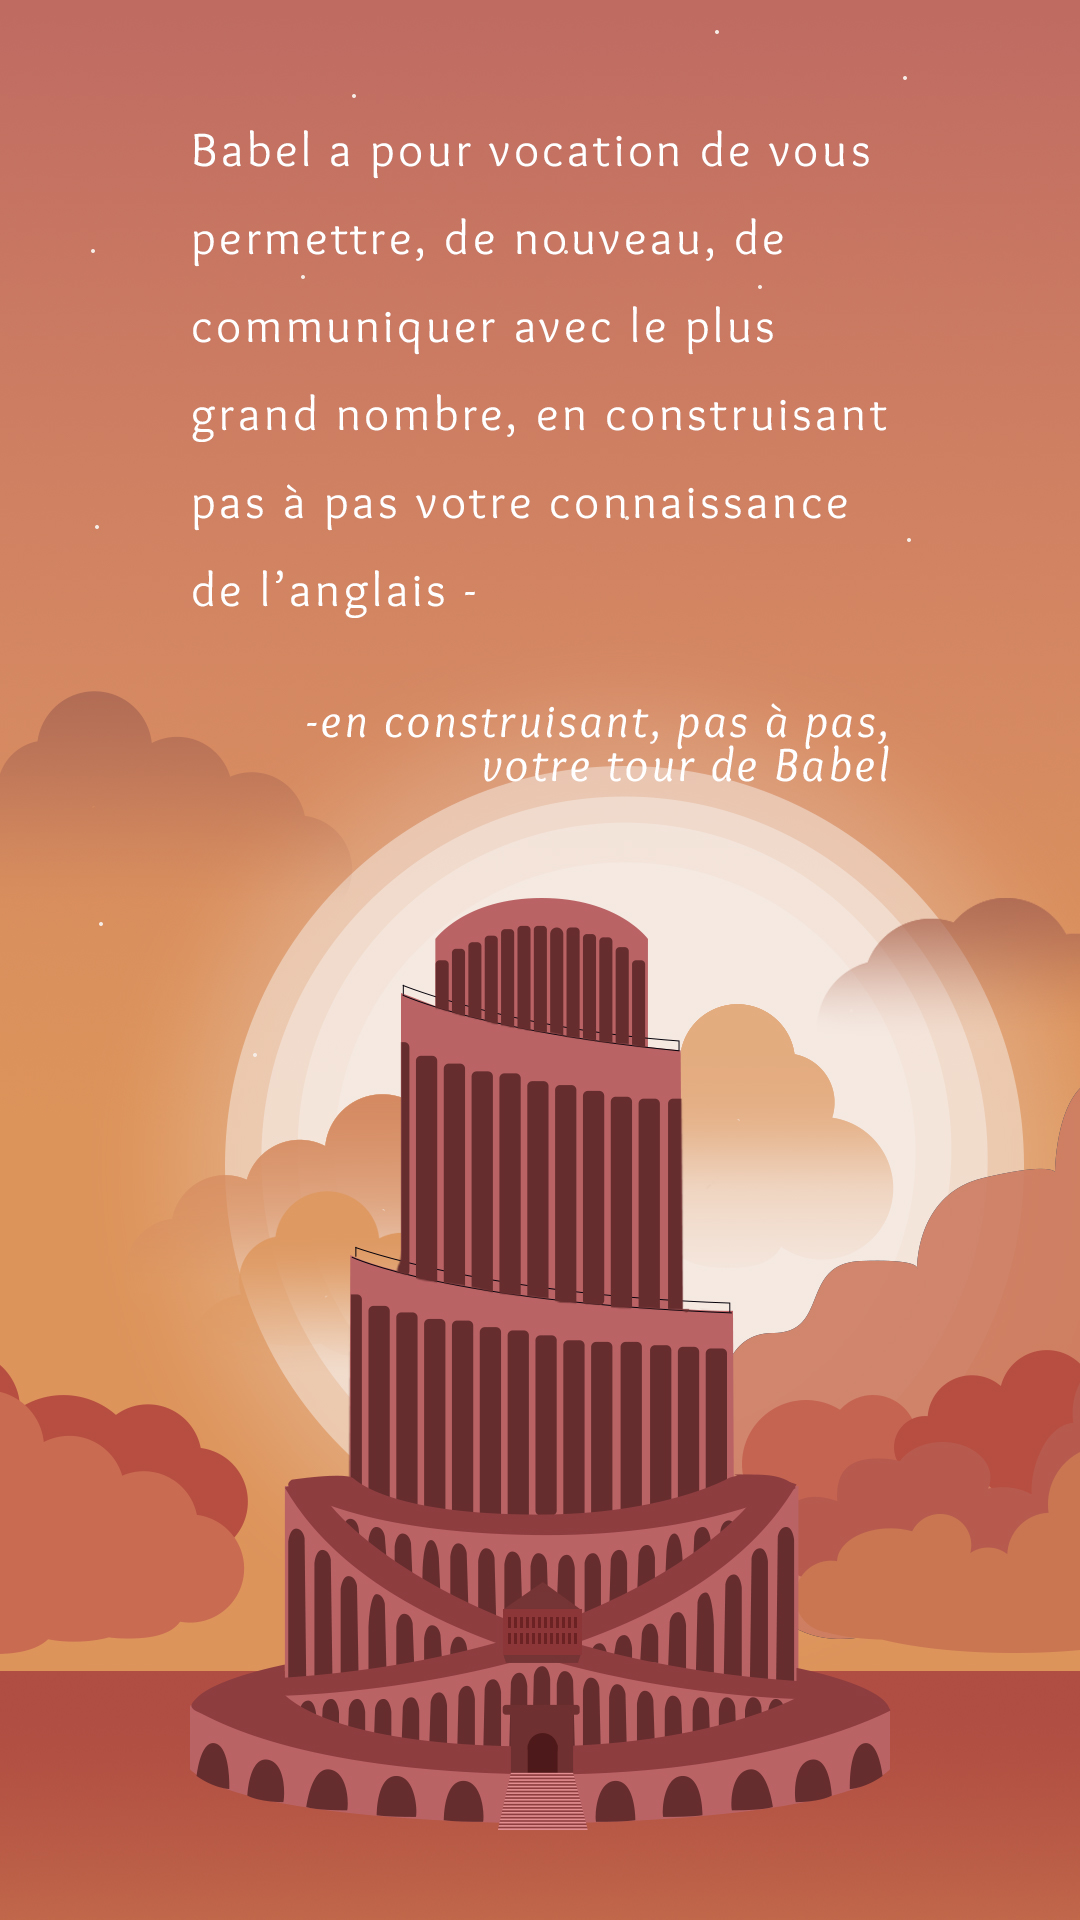 Babel a pour vocation de vous
permettre, de nouveau, de
communiquer avec le plus
grand nombre, en construisant
pas à pas votre connaissance
de l’anglais -
-en construisant, pas à pas,
votre tour de Babel